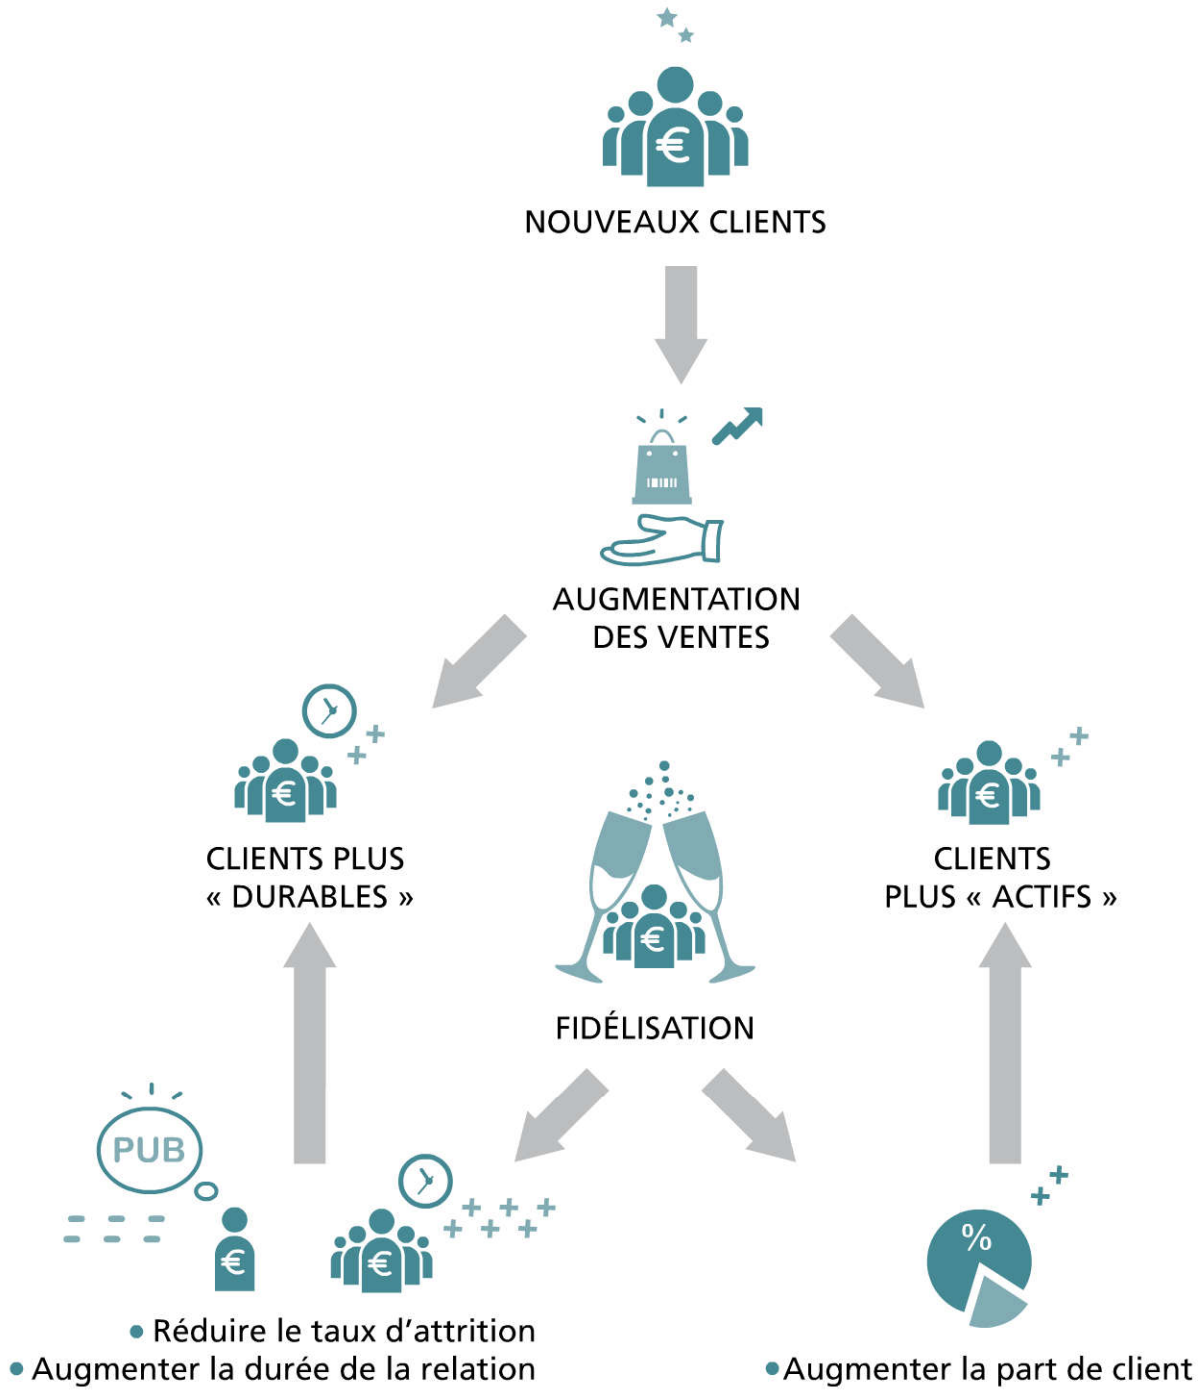 €
NOUVEAUX CLIENTS
AUGMENTATION
DES VENTES
€
CLIENTS PLUS
« DURABLES »
€
CLIENTS
PLUS « ACTIFS »
€
FIDÉLISATION
PUB
€
€
%
• Réduire le taux d’attrition
• Augmenter la durée de la relation
• Augmenter la part de client